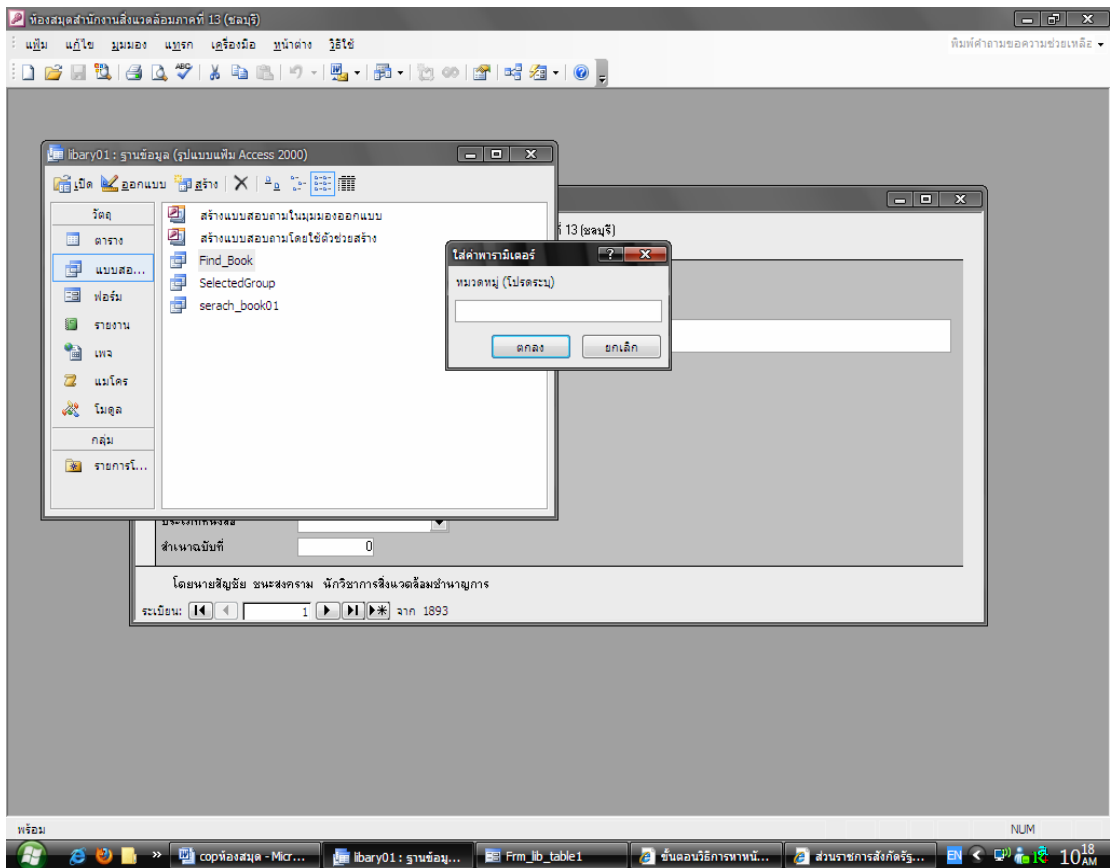 ห้องสมุดสำนักงานสิ่งแวดล้อมภาคที่ 13 (ชลบุรี)
แฟ้ม แก้ไข มุมมอง แทรก เครื่องมือ หน้าต่าง วิธีใช้ พิมพ์คำถามขอความช่วยเหลือ
libary01 : ฐานข้อมูล (รูปแบบแฟ้ม Access 2000)
เปิด ออกแบบ สร้าง
วัตถุ
ตาราง
แบบสอ...
ฟอร์ม
รายงาน
เพจ
แมโคร
โมดูล
กลุ่ม
รายการโ...
สร้างแบบสอบถามในมุมมองออกแบบ
สร้างแบบสอบถามโดยใช้ตัวช่วยสร้าง
Find_Book
SelectedGroup
serach_book01
ที่ 13 (ชลบุรี)
ใส่ค่าพารามิเตอร์
หมวดหมู่ (โปรดระบุ)
ตกลง ยกเลิก
ประเภทหนังสือ
สำเนาฉบับที่ 0
โดยนายสัญชัย ชนะสงคราม นักวิชาการสิ่งแวดล้อมชำนาญการ
ระเบียน: 1 จาก 1893
พร้อม NUM
copห้องสมุด - Micr... libary01 : ฐานข้อมู... Frm_lib_table1 ขั้นตอนวิธีการหาหนั... ส่วนราชการสังกัดรัฐ... EN 10 18 AM